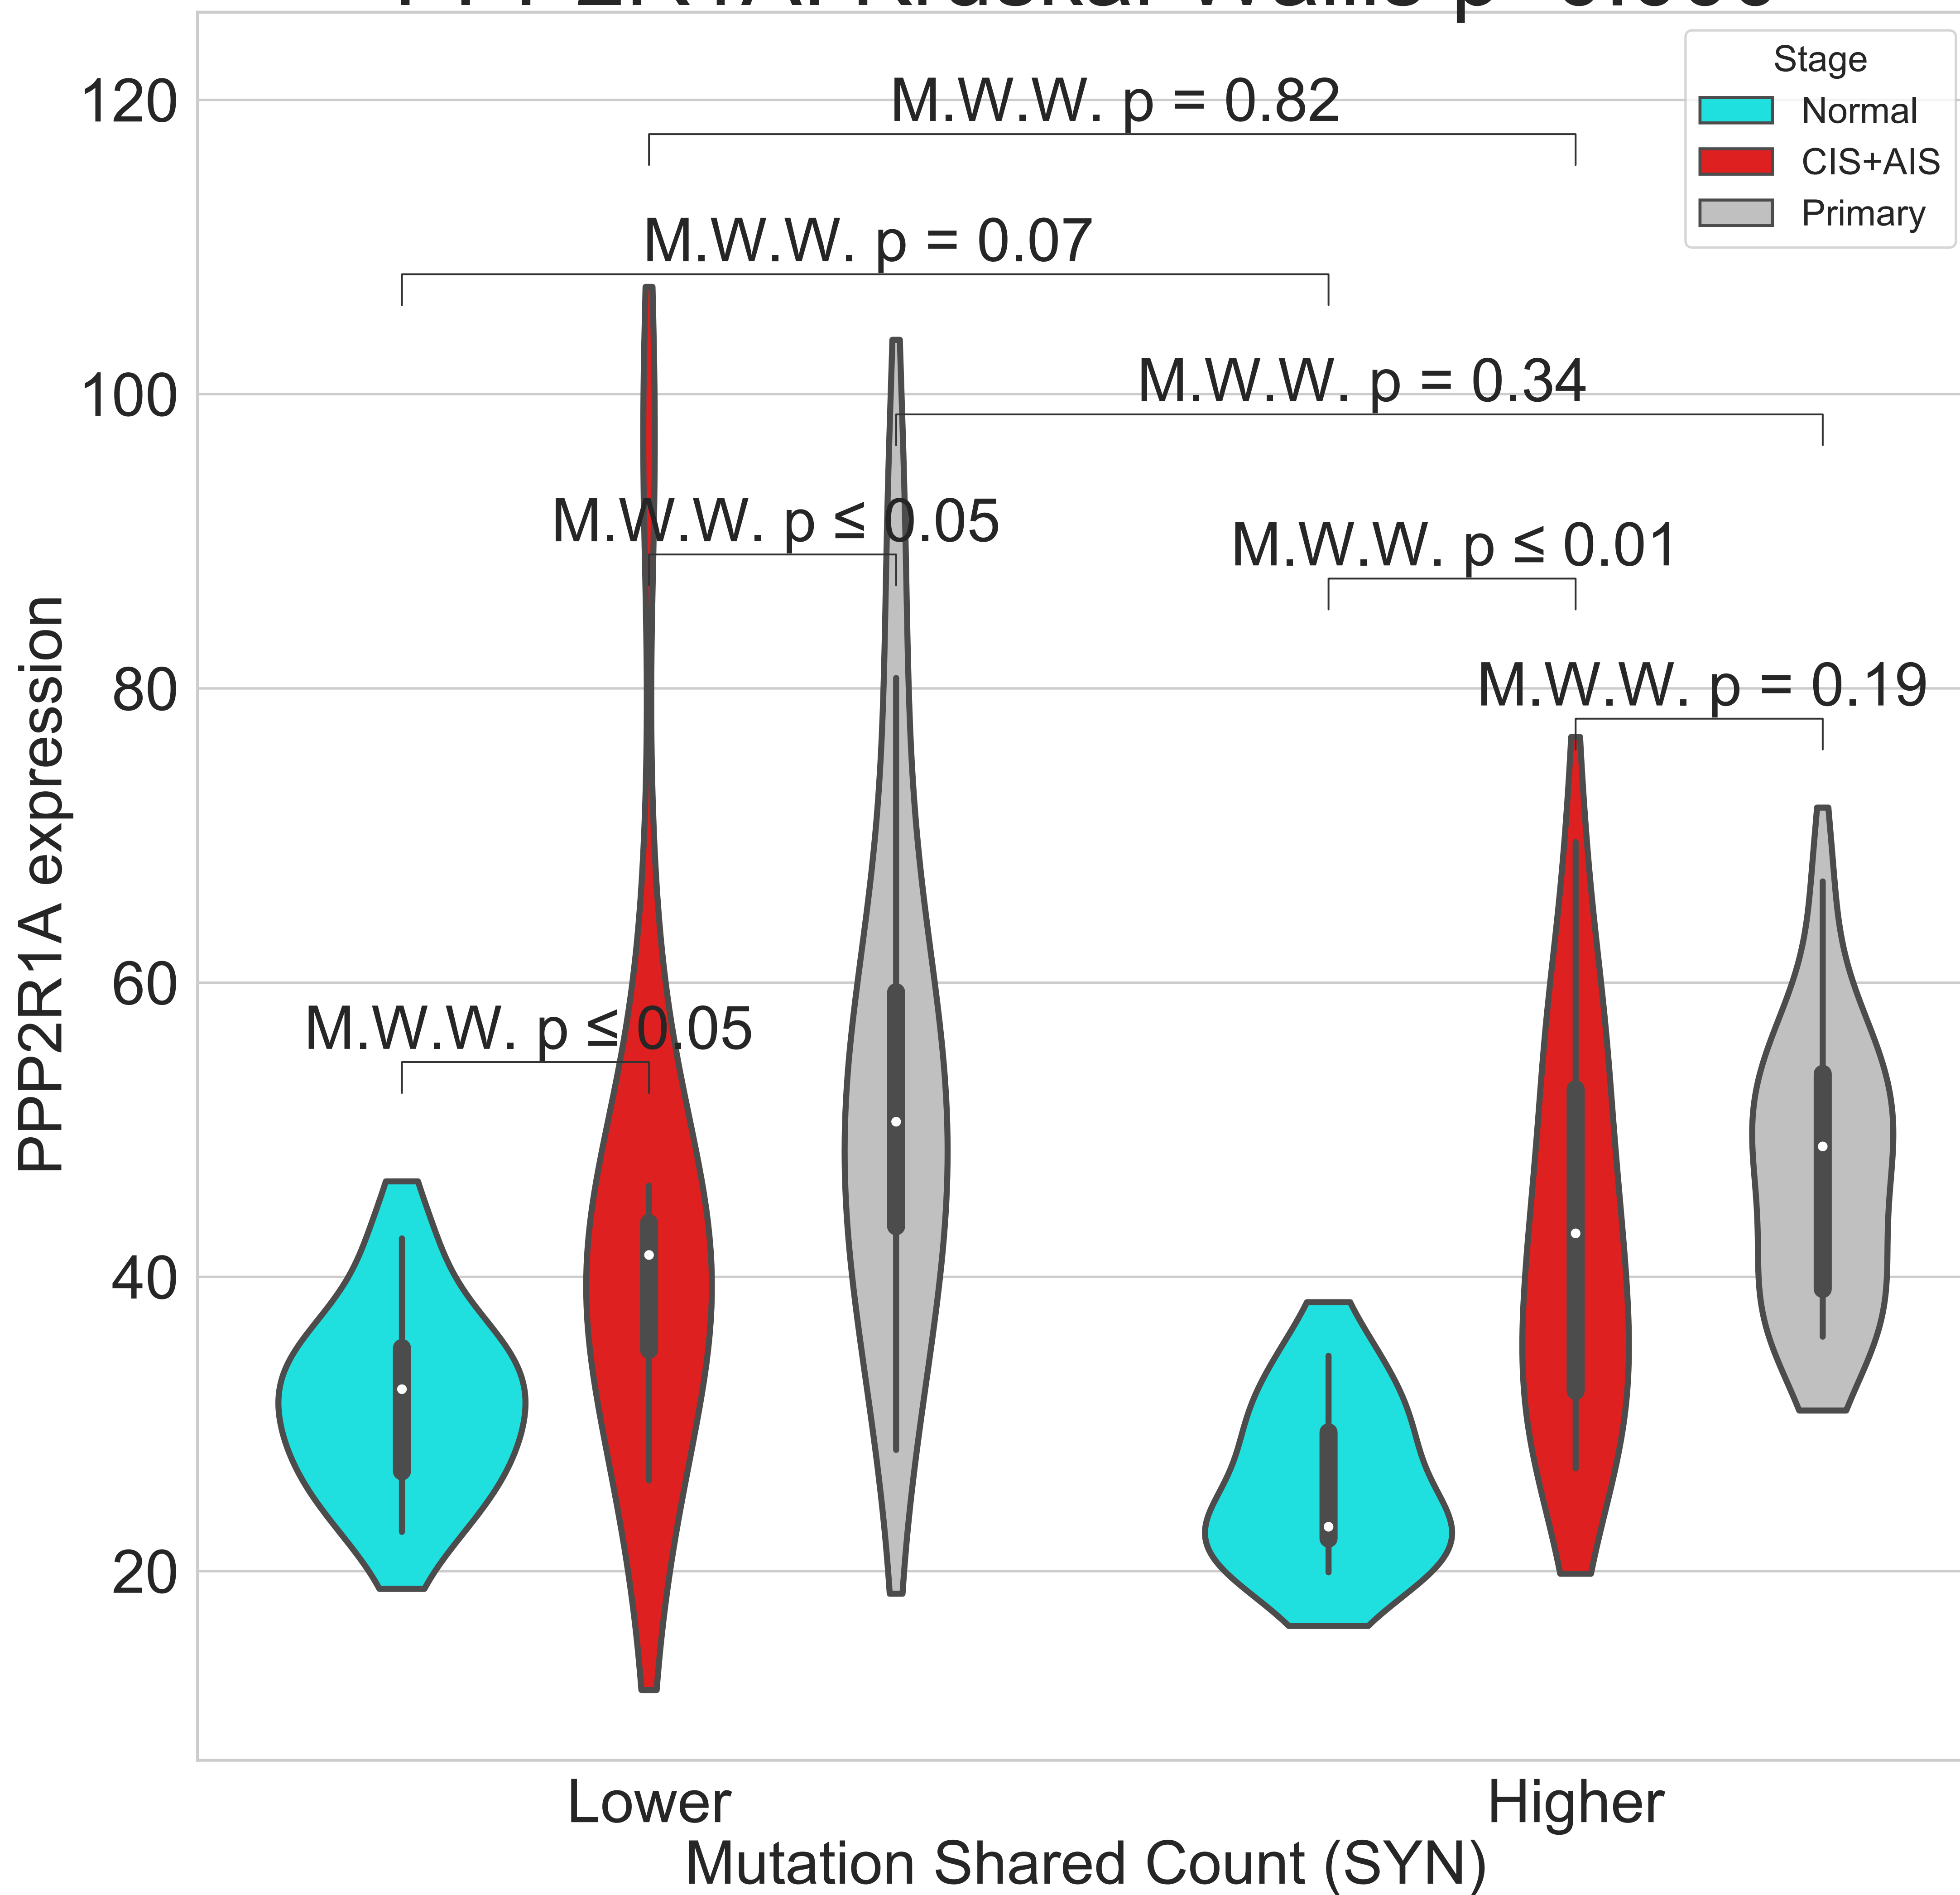 Stage
Normal
CIS+AIS
Primary
M.W.W. p = 0.82
M.W.W. p = 0.07
M.W.W. p = 0.34
M.W.W. p ≤ 0.05
M.W.W. p ≤ 0.01
M.W.W. p = 0.19
M.W.W. p ≤ 0.05
120
100
80
60
40
20
PPP2R1A expression
Lower
Higher
Mutation Shared Count (SYN)